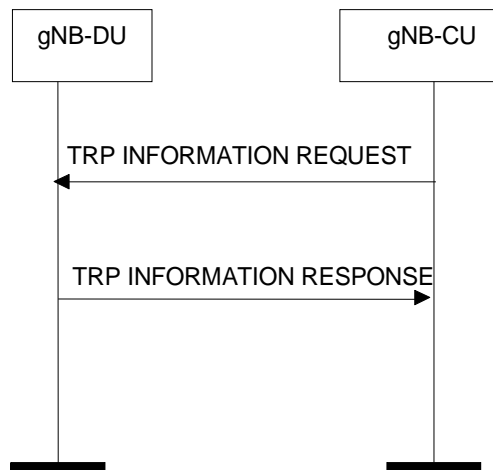 gNB-DU
gNB-CU
TRP INFORMATION REQUEST
TRP INFORMATION RESPONSE